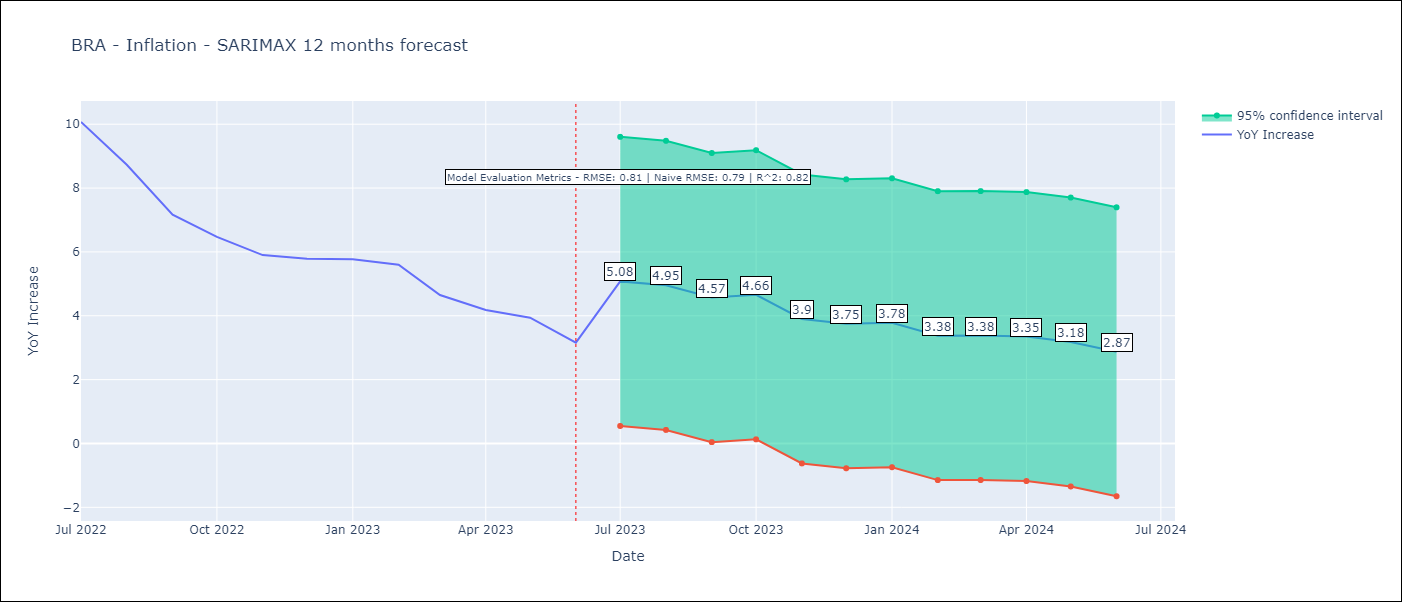 BRA - Inflation - SARIMAX 12 months forecast
95% confidence interval
YoY Increase
Model Evaluation Metrics - RMSE: 0.81 | Naive RMSE: 0.79 | R^2: 0.82
10
8
6
4
2
0
−2
YoY Increase
5.08
4.95
4.57
4.66
3.9
3.75
3.78
3.38
3.38
3.35
3.18
2.87
Jul 2022
Oct 2022
Jan 2023
Apr 2023
Jul 2023
Oct 2023
Jan 2024
Apr 2024
Jul 2024
Date